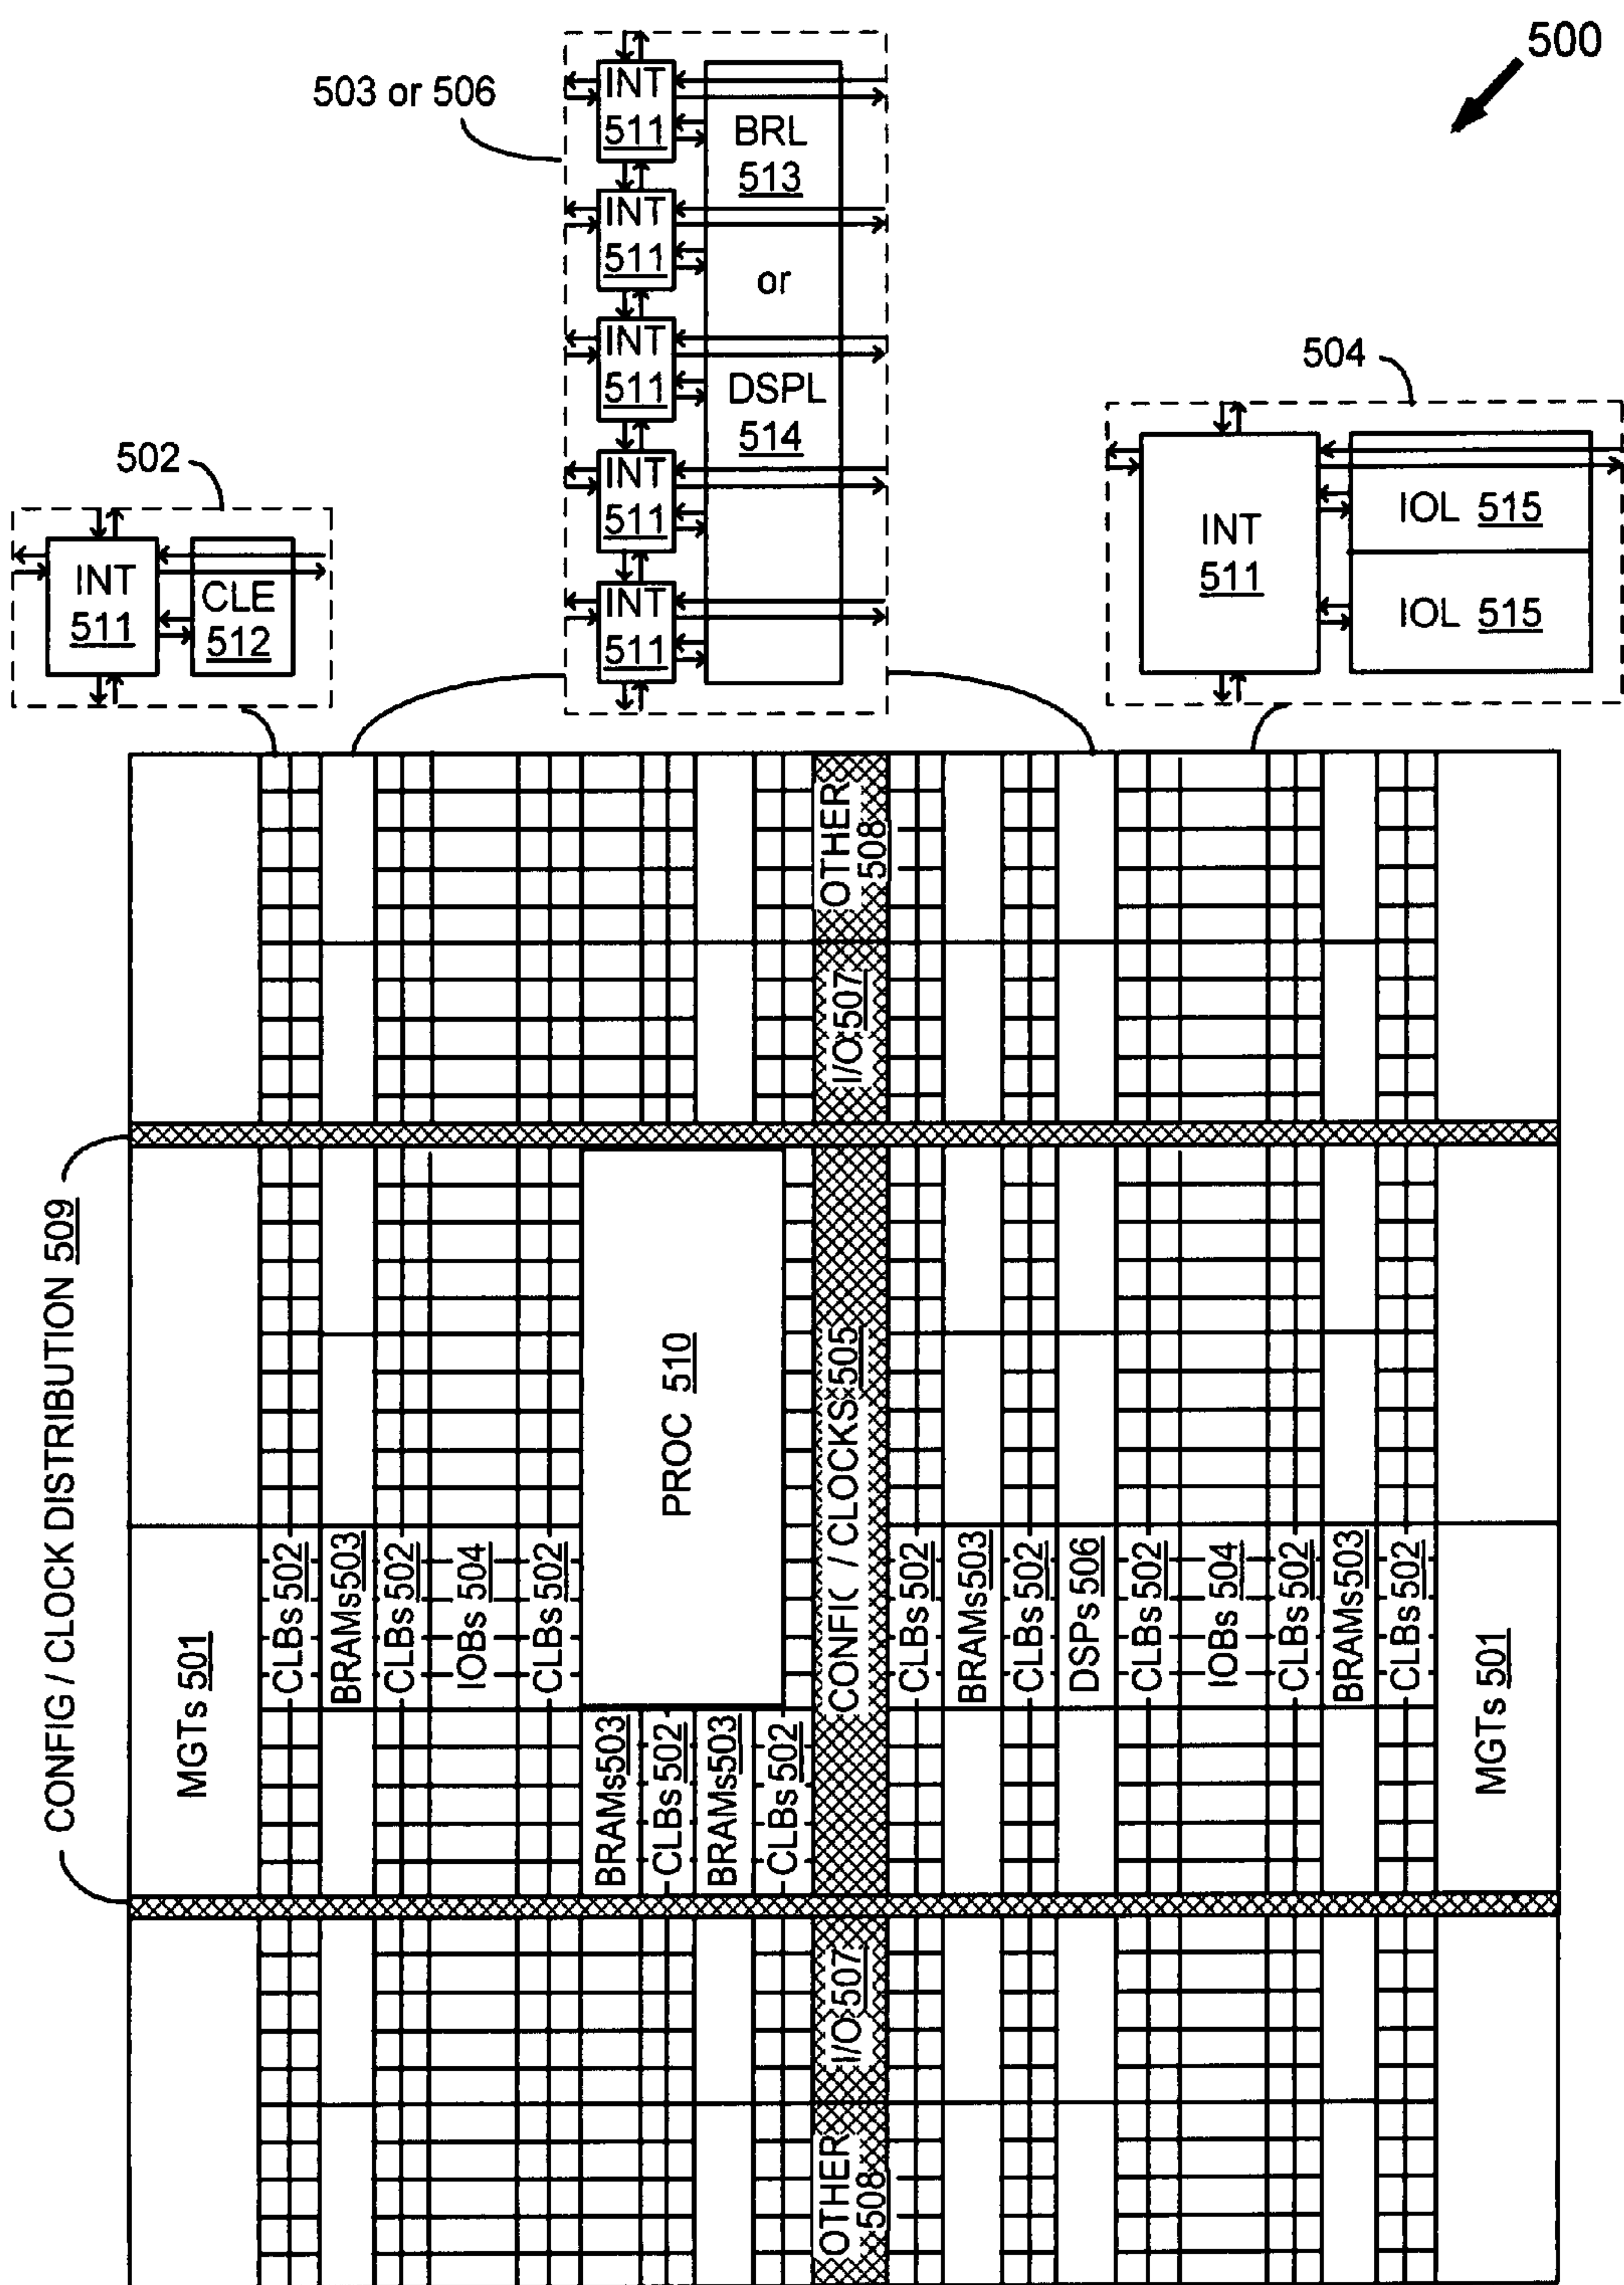 500
503 or 506
INT
511
INT
511
INT
511
INT
511
INT
511
BRL
513
or
DSPL
514
504
INT
511
IOL 515
IOL 515
502
INT
511
CLE
512
OTHER
508
I/O 507
CONFIG / CLOCK DISTRIBUTION 509
PROC 510
CONFIG / CLOCKS 505
MGTs 501
CLBs 502
BRAMs 503
CLBs 502
IOBs 504
CLBs 502
BRAMs 503
CLBs 502
BRAMs 503
CLBs 502
CLBs 502
BRAMs 503
CLBs 502
DSPs 506
CLBs 502
IOBs 504
CLBs 502
BRAMs 503
CLBs 502
MGTs 501
I/O 507
OTHER
508